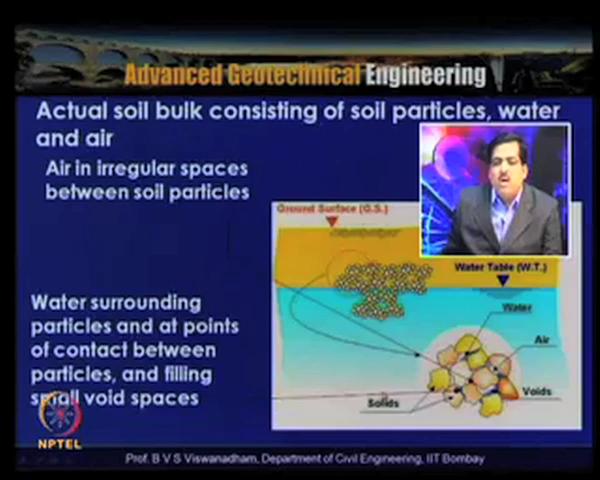 Advanced Geotechnical Engineering
Actual soil bulk consisting of soil particles, water
and air
Air in irregular spaces
between soil particles
Ground Surface (G.S.)
Water Table (W.T.)
Water
Air
Voids
Solids
Water surrounding
particles and at points
of contact between
particles, and filling
small void spaces
NPTEL
Prof. B V S Viswanadham, Department of Civil Engineering, IIT Bombay